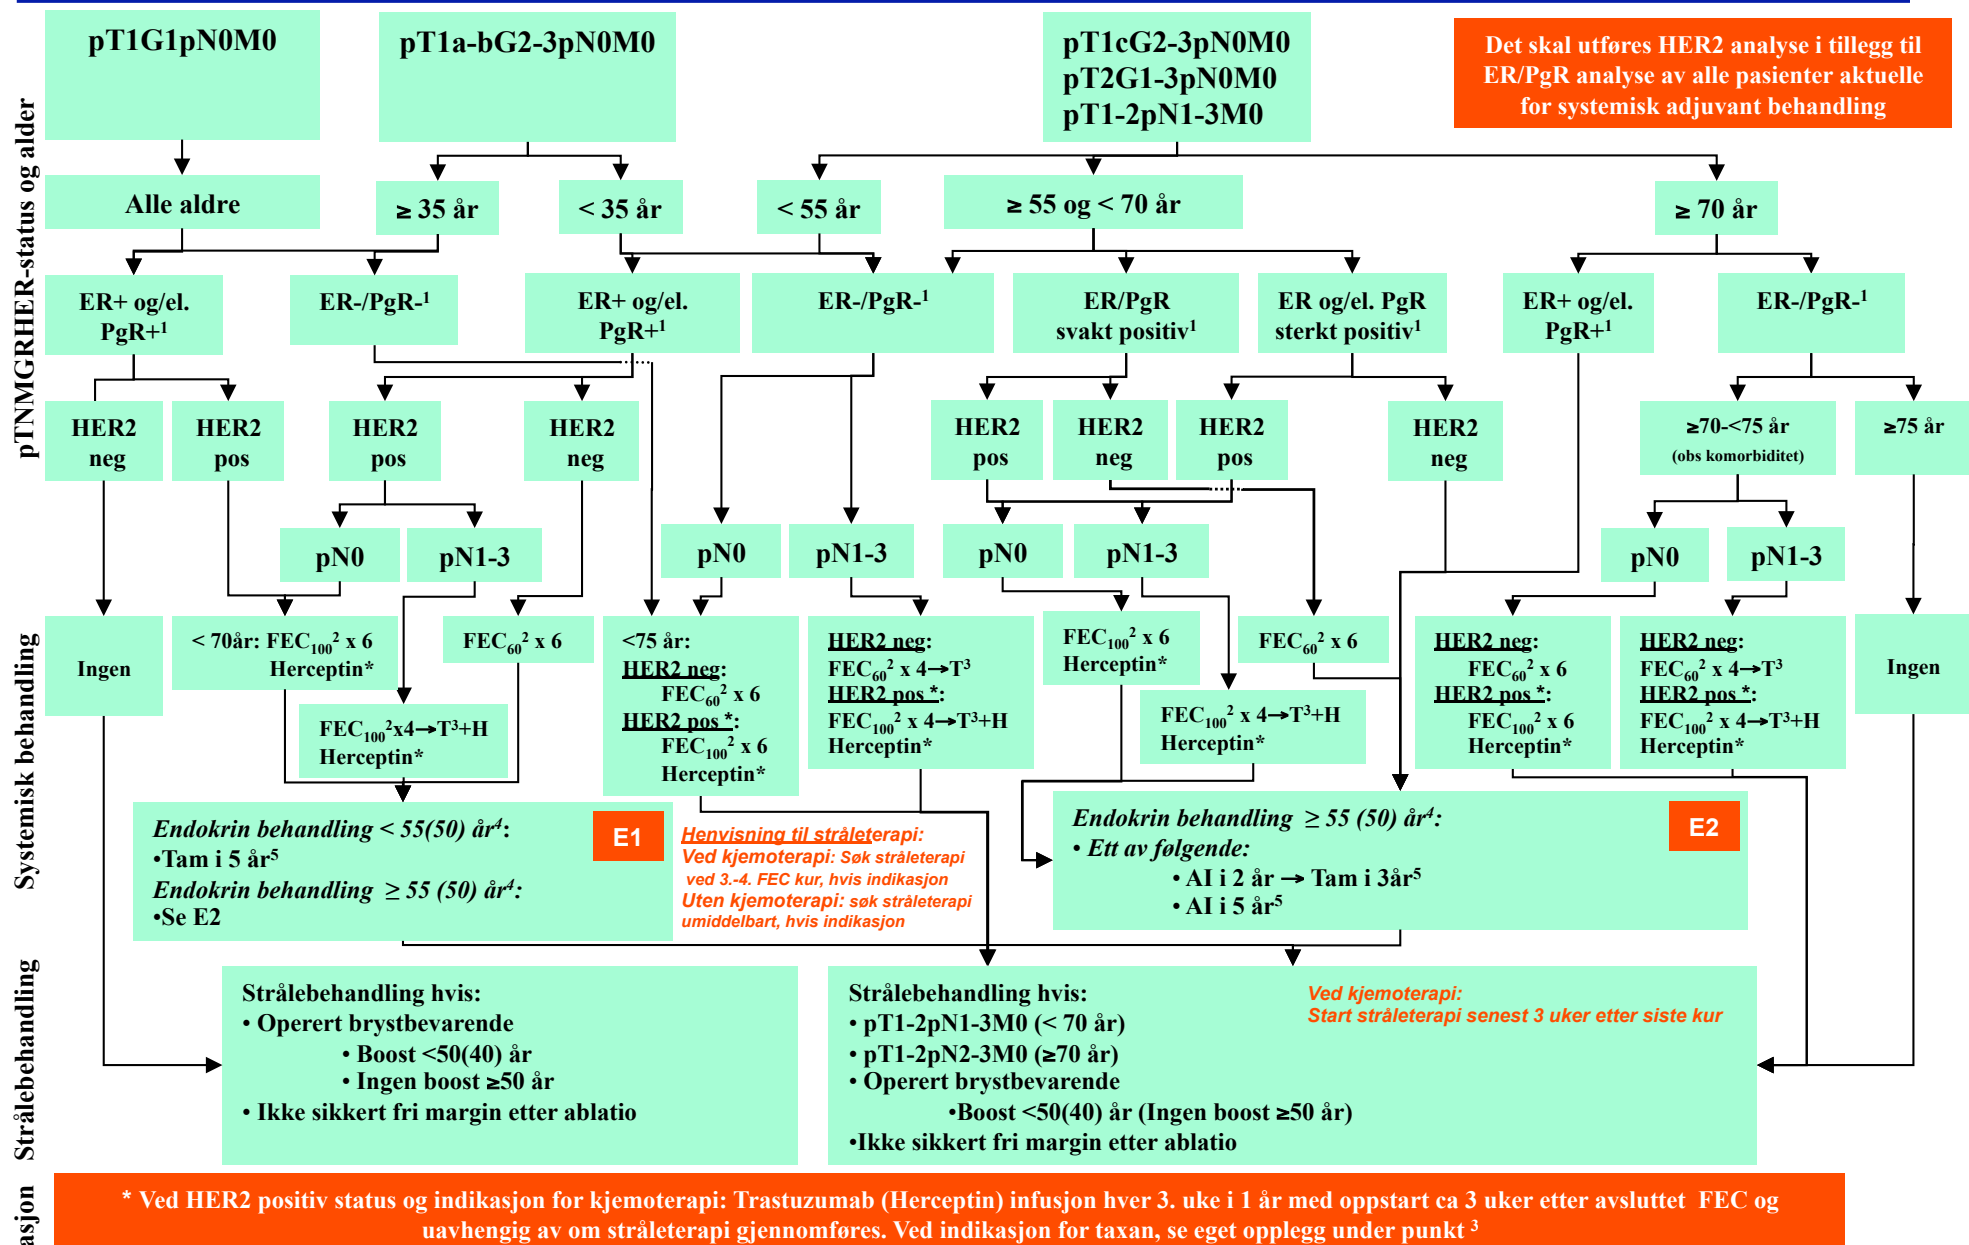 pT1G1pN0M0
pT1a-bG2-3pN0M0
pT1cG2-3pN0M0
pT2G1-3pN0M0
pT1-2pN1-3M0
Det skal utføres HER2 analyse i tillegg til
ER/PgR analyse av alle pasienter aktuelle
for systemisk adjuvant behandling
pTNMGRHER-status og alder
Alle aldre
≥ 35 år
< 35 år
< 55 år
≥ 55 og < 70 år
≥ 70 år
ER+ og/el.
PgR+¹
ER-/PgR-¹
ER+ og/el.
PgR+¹
ER-/PgR-¹
ER/PgR
svakt positiv¹
ER og/el. PgR
sterkt positiv¹
ER+ og/el.
PgR+¹
ER-/PgR-¹
HER2
neg
HER2
pos
HER2
pos
HER2
neg
HER2
pos
HER2
neg
HER2
pos
HER2
neg
≥70-<75 år
(obs komorbiditet)
≥75 år
pN0
pN1-3
pN0
pN1-3
pN0
pN1-3
pN0
pN1-3
Systemisk behandling
Ingen
< 70år: FEC₁₀₀² x 6
Herceptin*
FEC₁₀₀²x4→T³+H
Herceptin*
FEC₆₀² x 6
<75 år:
HER2 neg:
FEC₆₀² x 6
HER2 pos *:
FEC₁₀₀² x 6
Herceptin*
HER2 neg:
FEC₆₀² x 4→T³
HER2 pos *:
FEC₁₀₀² x 4→T³+H
Herceptin*
FEC₁₀₀² x 6
Herceptin*
FEC₁₀₀² x 4→T³+H
Herceptin*
FEC₆₀² x 6
HER2 neg:
FEC₆₀² x 6
HER2 pos *:
FEC₁₀₀² x 6
Herceptin*
HER2 neg:
FEC₆₀² x 4→T³
HER2 pos *:
FEC₁₀₀² x 4→T³+H
Herceptin*
Ingen
Endokrin behandling < 55(50) år⁴:
•Tam i 5 år⁵
Endokrin behandling ≥ 55 (50) år⁴:
•Se E2
E1
Henvisning til stråleterapi:
Ved kjemoterapi: Søk stråleterapi
ved 3.-4. FEC kur, hvis indikasjon
Uten kjemoterapi: søk stråleterapi
umiddelbart, hvis indikasjon
Endokrin behandling ≥ 55 (50) år⁴:
• Ett av følgende:
• AI i 2 år → Tam i 3år⁵
• AI i 5 år⁵
E2
Strålebehandling
Strålebehandling hvis:
• Operert brystbevarende
• Boost <50(40) år
• Ingen boost ≥50 år
• Ikke sikkert fri margin etter ablatio
Strålebehandling hvis:
• pT1-2pN1-3M0 (< 70 år)
• pT1-2pN2-3M0 (≥70 år)
• Operert brystbevarende
•Boost <50(40) år (Ingen boost ≥50 år)
•Ikke sikkert fri margin etter ablatio
Ved kjemoterapi:
Start stråleterapi senest 3 uker etter siste kur
asjon
* Ved HER2 positiv status og indikasjon for kjemoterapi: Trastuzumab (Herceptin) infusjon hver 3. uke i 1 år med oppstart ca 3 uker etter avsluttet FEC og
uavhengig av om stråleterapi gjennomføres. Ved indikasjon for taxan, se eget opplegg under punkt ³